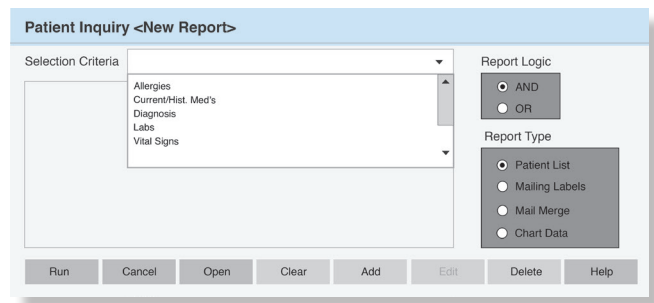 Patient Inquiry <New Report>
Selection Criteria
Allergies
Current/Hist. Med's
Diagnosis
Labs
Vital Signs
Report Logic
AND
OR
Report Type
Patient List
Mailing Labels
Mail Merge
Chart Data
Run Cancel Open Clear Add Edit Delete Help